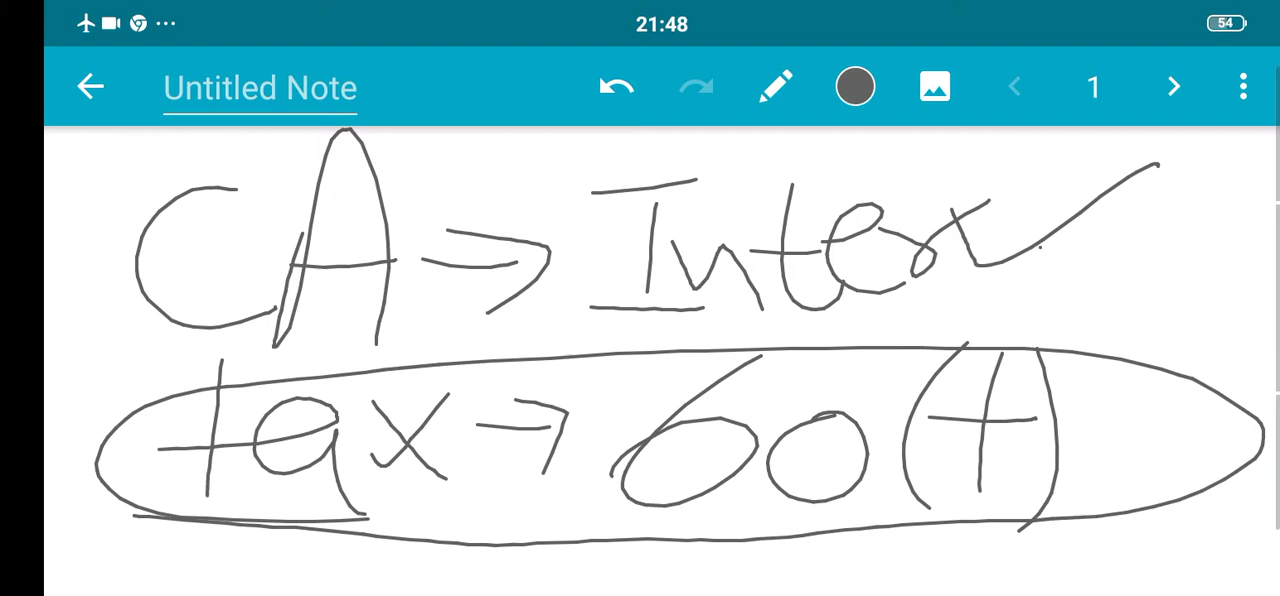 21:48
54
Untitled Note
1
CA → Inter
tax → 60(+)